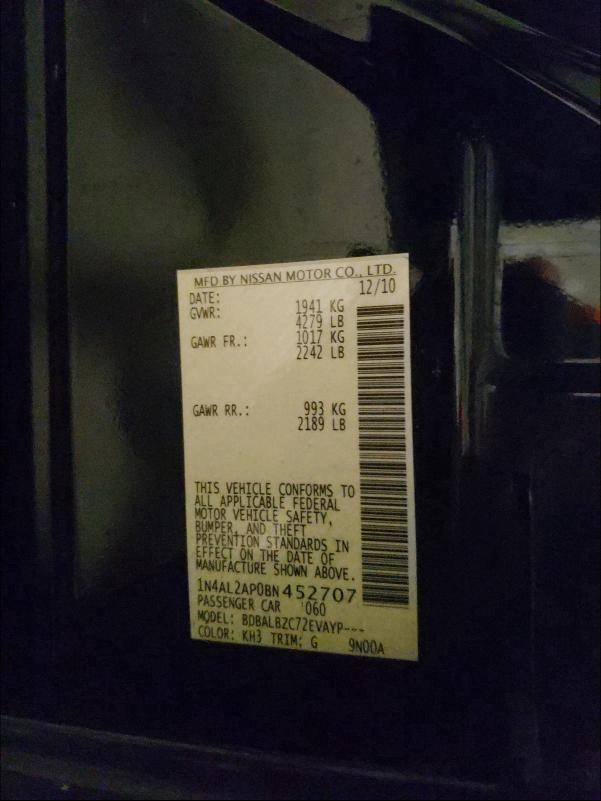 MFD BY NISSAN MOTOR CO., LTD.
DATE: 12/10
GVWR: 1941 KG
4279 LB
GAWR FR.: 1017 KG
2242 LB
GAWR RR.: 993 KG
2189 LB
THIS VEHICLE CONFORMS TO
ALL APPLICABLE FEDERAL
MOTOR VEHICLE SAFETY,
BUMPER, AND THEFT
PREVENTION STANDARDS IN
EFFECT ON THE DATE OF
MANUFACTURE SHOWN ABOVE.
1N4AL2AP0BN452707
PASSENGER CAR '060
MODEL: BDBALBZC72EVAYP---
COLOR: KH3 TRIM: G 9N00A